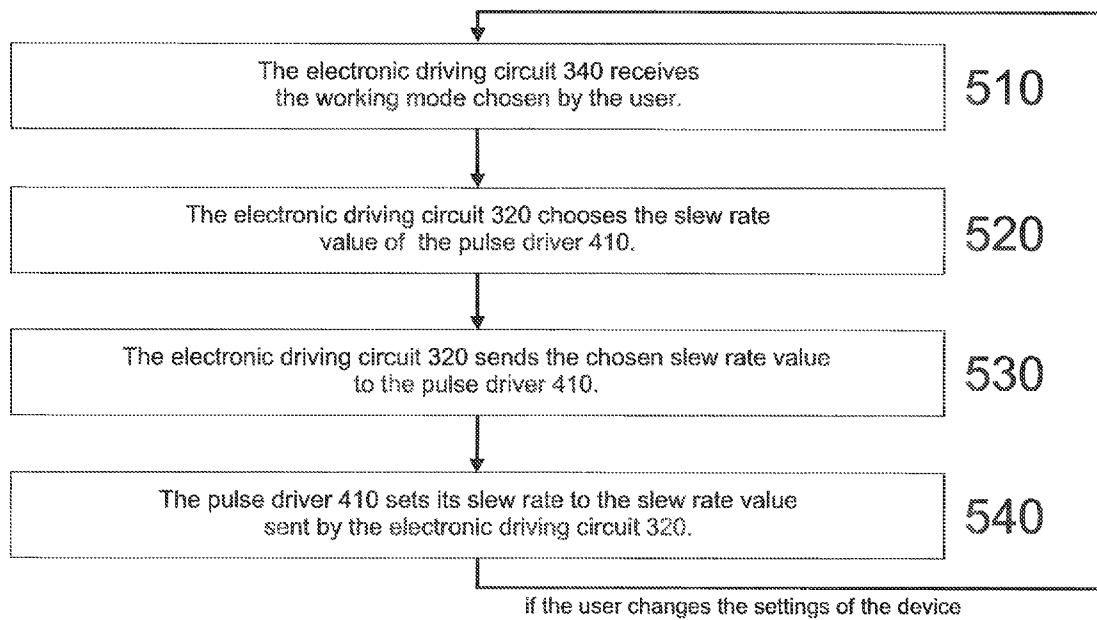 The electronic driving circuit 340 receives
the working mode chosen by the user.
510
The electronic driving circuit 320 chooses the slew rate
value of the pulse driver 410.
520
The electronic driving circuit 320 sends the chosen slew rate value
to the pulse driver 410.
530
The pulse driver 410 sets its slew rate to the slew rate value
sent by the electronic driving circuit 320.
540
if the user changes the settings of the device